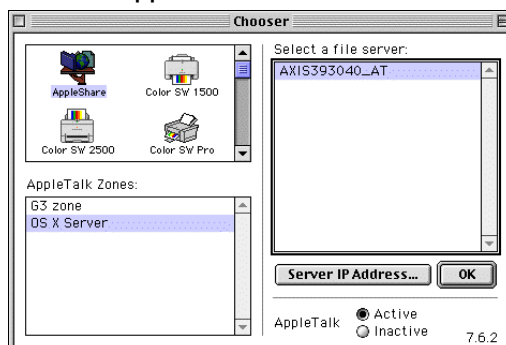 Chooser
AppleShare
Color SW 1500
Color SW 2500
Color SW Pro
AppleTalk Zones:
G3 zone
OS X Server
Select a file server:
AXIS393040_AT
Server IP Address...
OK
AppleTalk
Active
Inactive
7.6.2